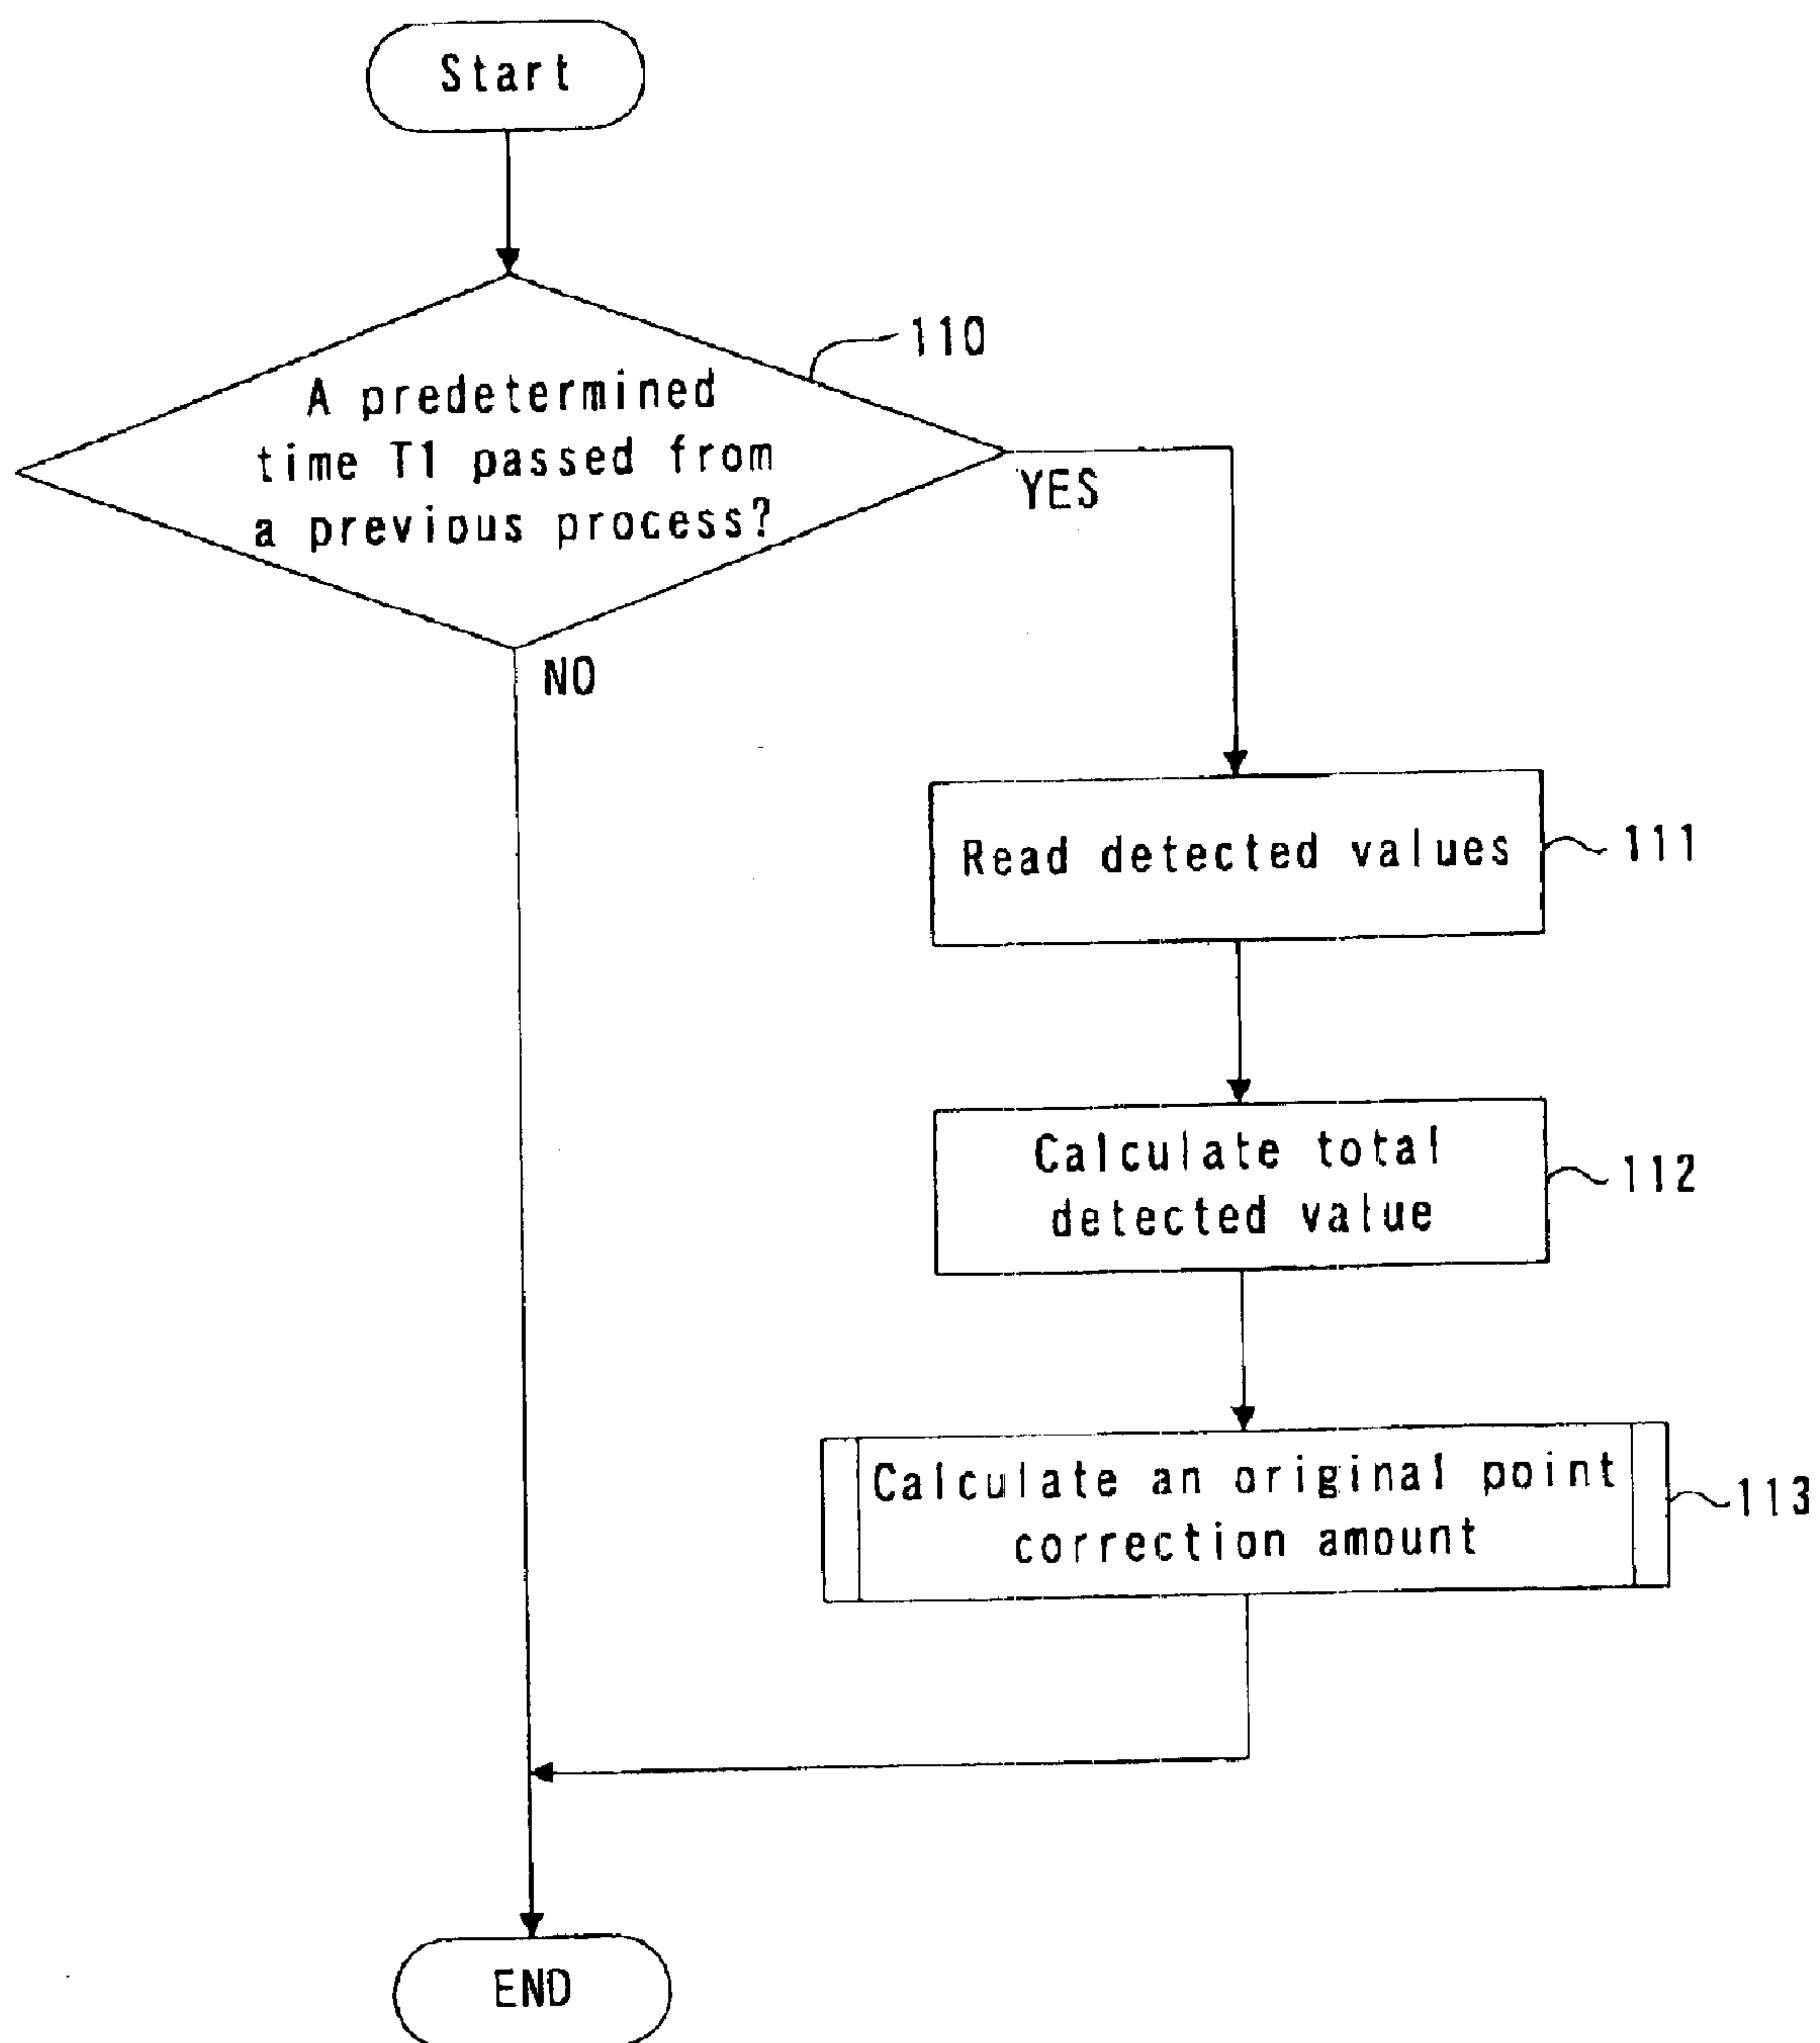 Start
110
A predetermined
time T1 passed from
a previous process?
YES
NO
Read detected values
111
Calculate total
detected value
112
Calculate an original point
correction amount
113
END